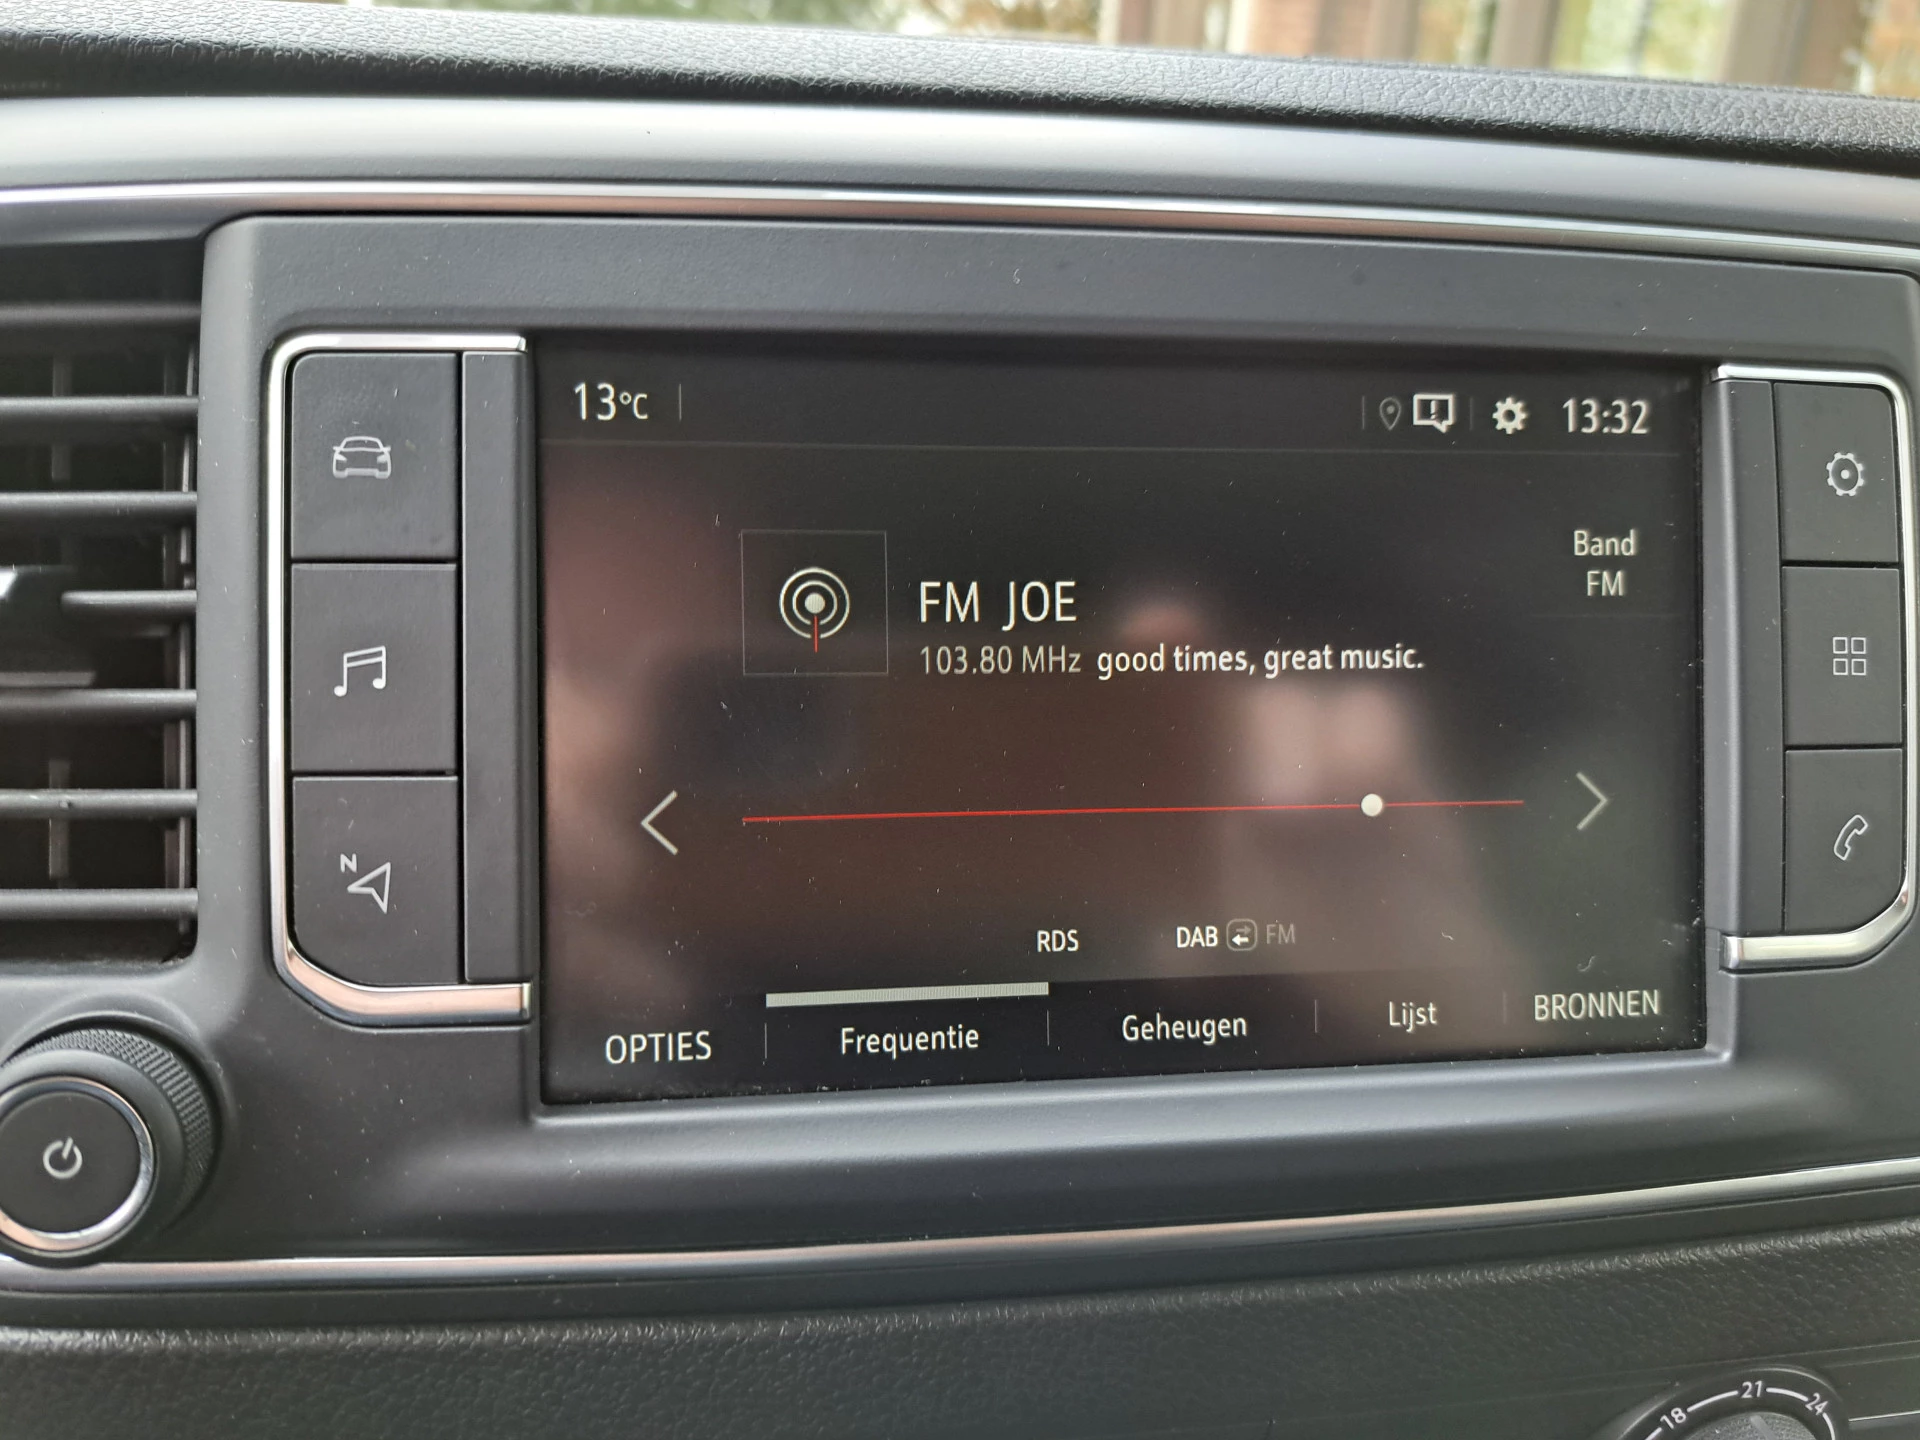 13°C
13:32
Band
FM
FM JOE
103.80 MHz good times, great music.
N
RDS
DAB FM
OPTIES
Frequentie
Geheugen
Lijst
BRONNEN
18 21 24